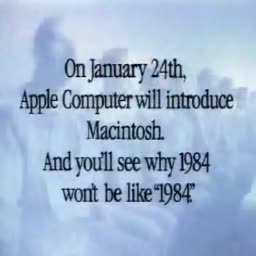 On January 24th,
Apple Computer will introduce
Macintosh.
And you'll see why 1984
won't be like "1984."